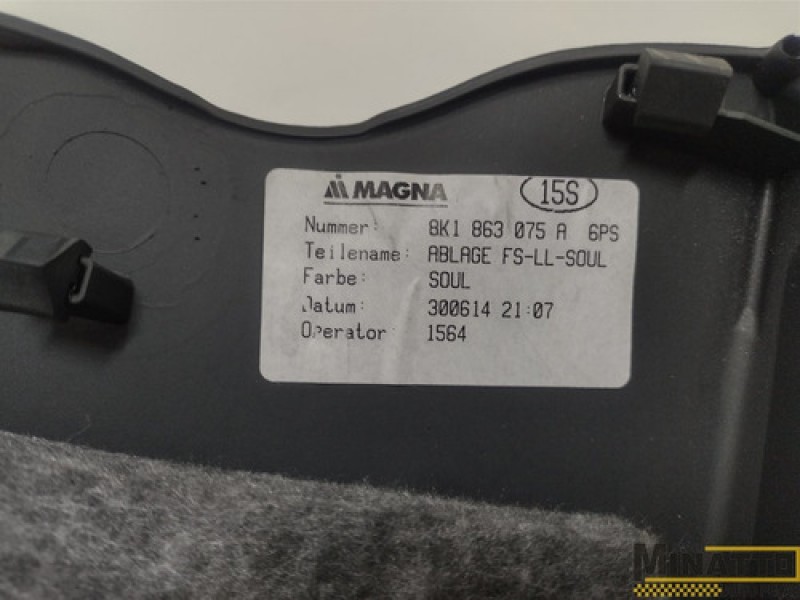 MAGNA 15S
Nummer: 8K1 863 075 A 6PS
Teilename: ABLAGE FS-LL-SOUL
Farbe: SOUL
Datum: 300614 21:07
Operator: 1564
MINATTO